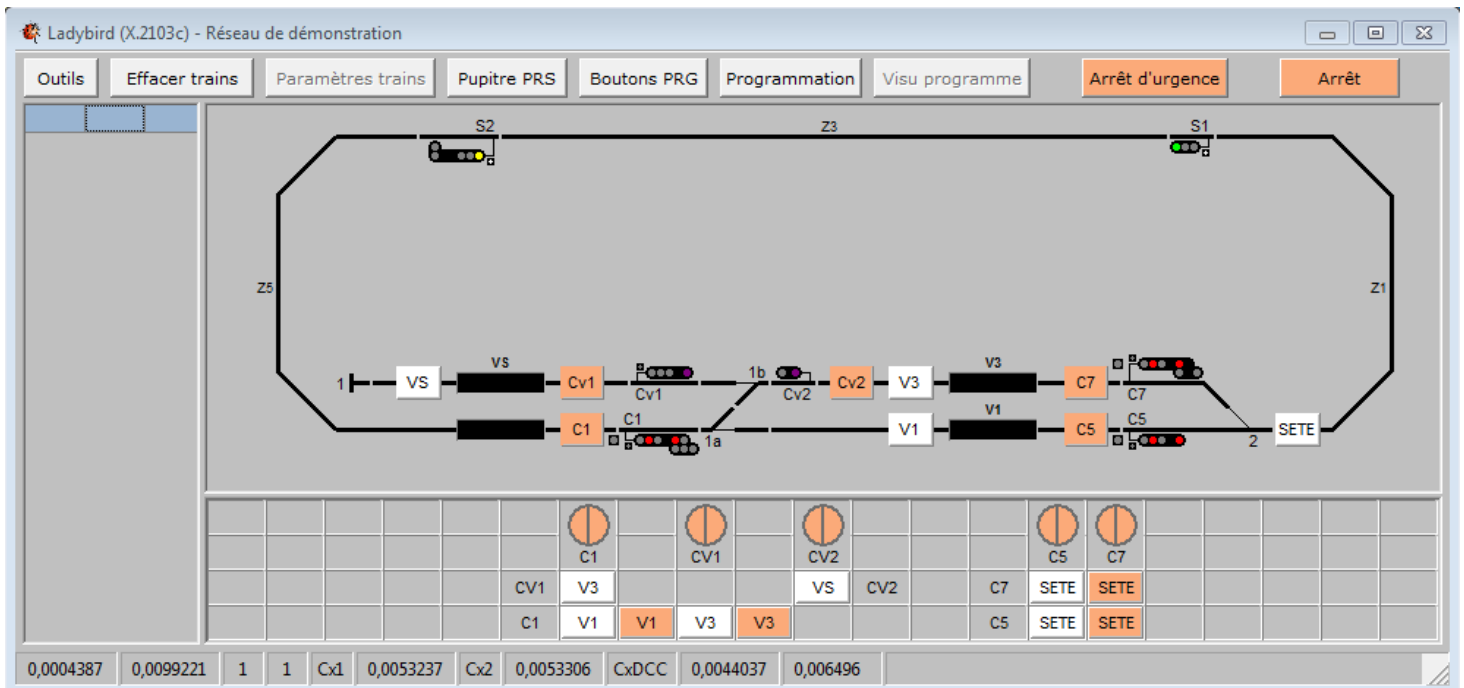 Ladybird (X.2103c) - Réseau de démonstration
Outils Effacer trains Paramètres trains Pupitre PRS Boutons PRG Programmation Visu programme Arrêt d'urgence Arrêt
S2 Z3 S1
Z5 Z1
VS 1b V3
1 VS Cv1 Cv1 Cv2 Cv2 V3 C7 C7
V1
C1 C1 1a V1 C5 C5 2 SETE
C1 CV1 CV2 C5 C7
CV1 V3 VS CV2 C7 SETE SETE
C1 V1 V1 V3 V3 C5 SETE SETE
0,0004387 0,0099221 1 1 Cx1 0,0053237 Cx2 0,0053306 CxDCC 0,0044037 0,006496